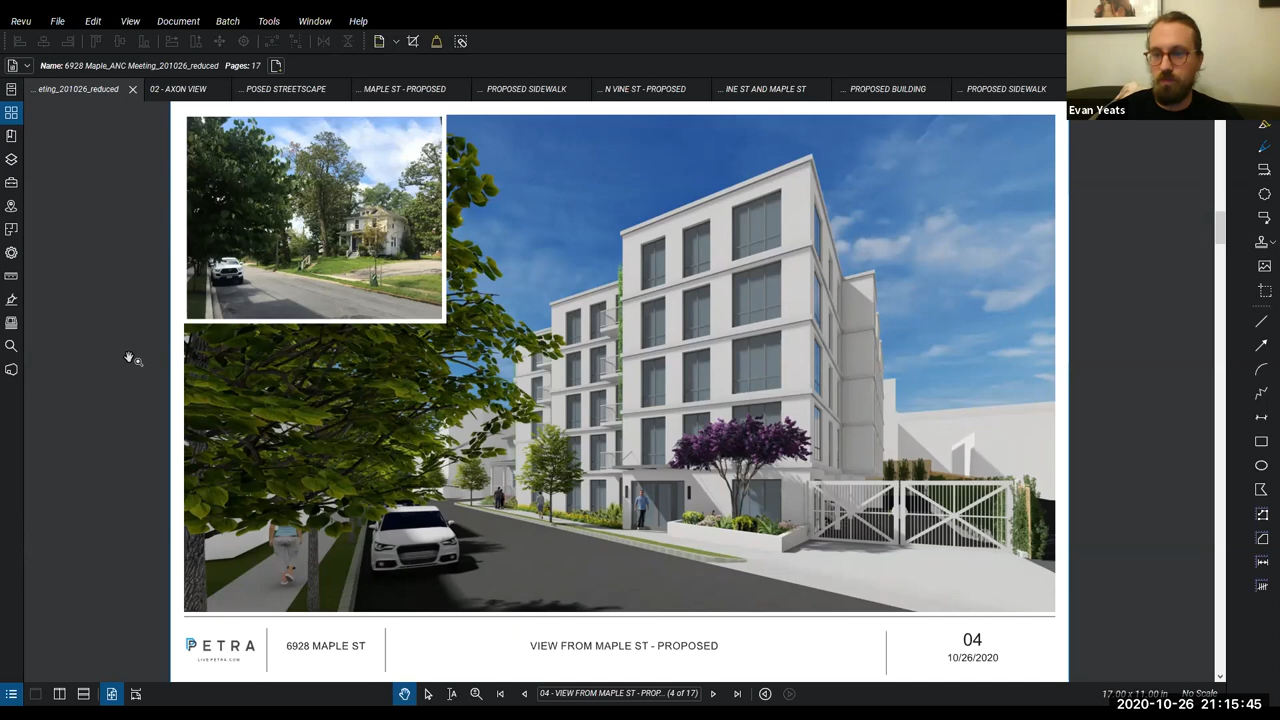 Revu File Edit View Document Batch Tools Window Help
Name: 6928 Maple_ANC Meeting_201026_reduced Pages: 17
... eting_201026_reduced 02 - AXON VIEW ... POSED STREETSCAPE ... MAPLE ST - PROPOSED ... PROPOSED SIDEWALK ... N VINE ST - PROPOSED ... INE ST AND MAPLE ST ... PROPOSED BUILDING ... PROPOSED SIDEWALK
Evan Yeats
PETRA
LIVEPETRA.COM
6928 MAPLE ST
VIEW FROM MAPLE ST - PROPOSED
04
10/26/2020
04 - VIEW FROM MAPLE ST - PROP... (4 of 17)
17.00 x 11.00 in No Scale
2020-10-26 21:15:45